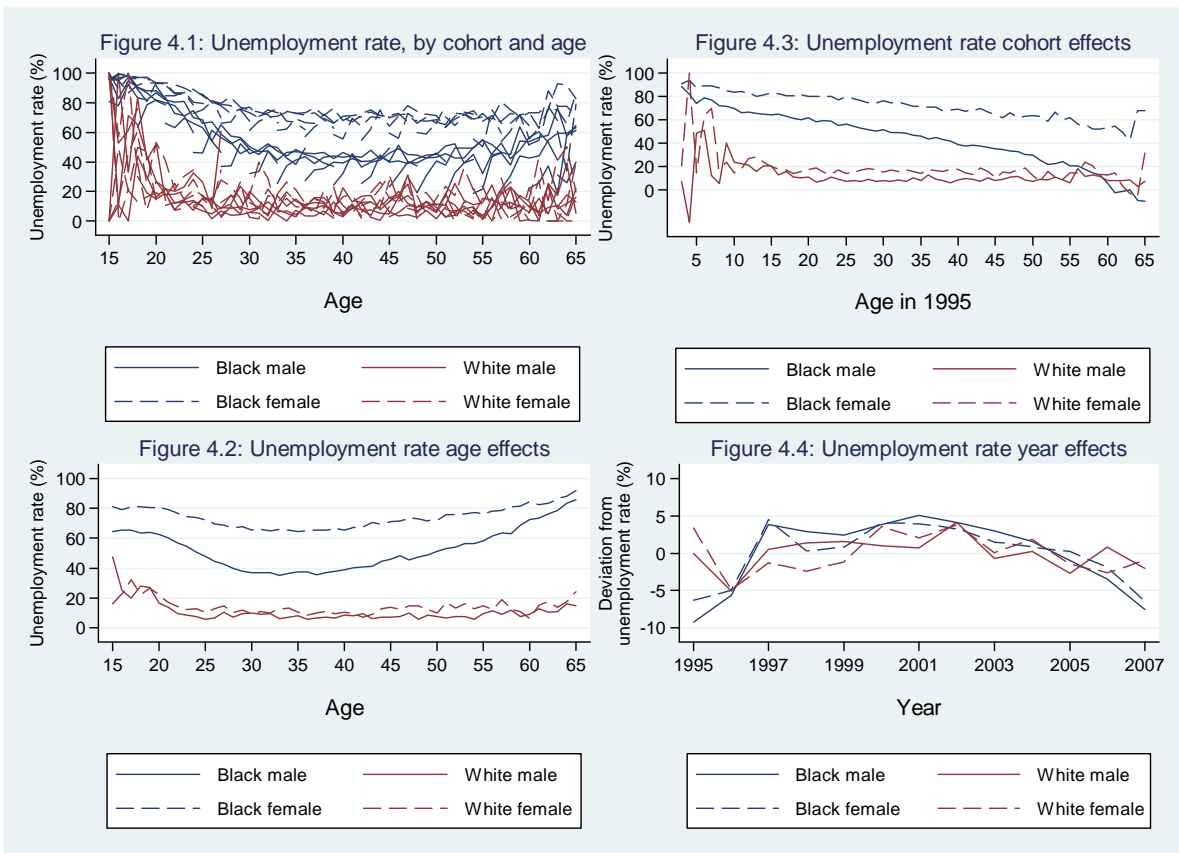 Figure 4.1: Unemployment rate, by cohort and age
Unemployment rate (%)
100
80
60
40
20
0
15 20 25 30 35 40 45 50 55 60 65
Age
Black male White male
Black female White female
Figure 4.3: Unemployment rate cohort effects
Unemployment rate (%)
100
80
60
40
20
0
5 10 15 20 25 30 35 40 45 50 55 60 65
Age in 1995
Black male White male
Black female White female
Figure 4.2: Unemployment rate age effects
Unemployment rate (%)
100
80
60
40
20
0
15 20 25 30 35 40 45 50 55 60 65
Age
Black male White male
Black female White female
Figure 4.4: Unemployment rate year effects
Deviation from
unemployment rate (%)
10
5
0
-5
-10
1995 1997 1999 2001 2003 2005 2007
Year
Black male White male
Black female White female